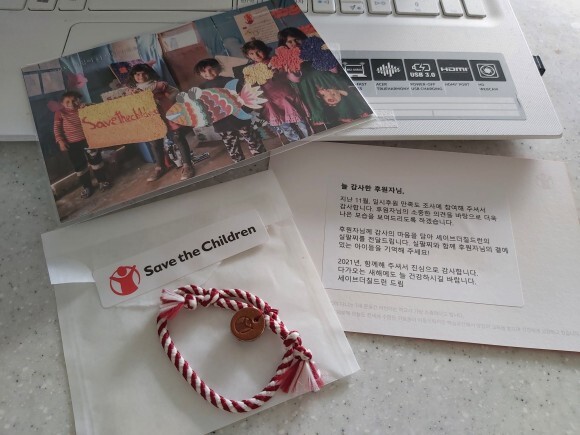 Save the Children
USB 3.0
HDMI
Save the Children
늘 감사한 후원자님,
지난 11월, 일시후원 만족도 조사에 참여해 주셔서
감사합니다. 후원자님의 소중한 의견을 바탕으로 더욱
나은 모습을 보여드리도록 하겠습니다.
후원자님께 감사의 마음을 담아 세이브더칠드런의
실팔찌를 전달드립니다. 실팔찌와 함께 후원자님의 곁에
있는 아이들을 기억해 주세요!
2021년, 함께해 주셔서 진심으로 감사합니다.
다가오는 새해에도 늘 건강하시길 바랍니다.
세이브더칠드런 드림